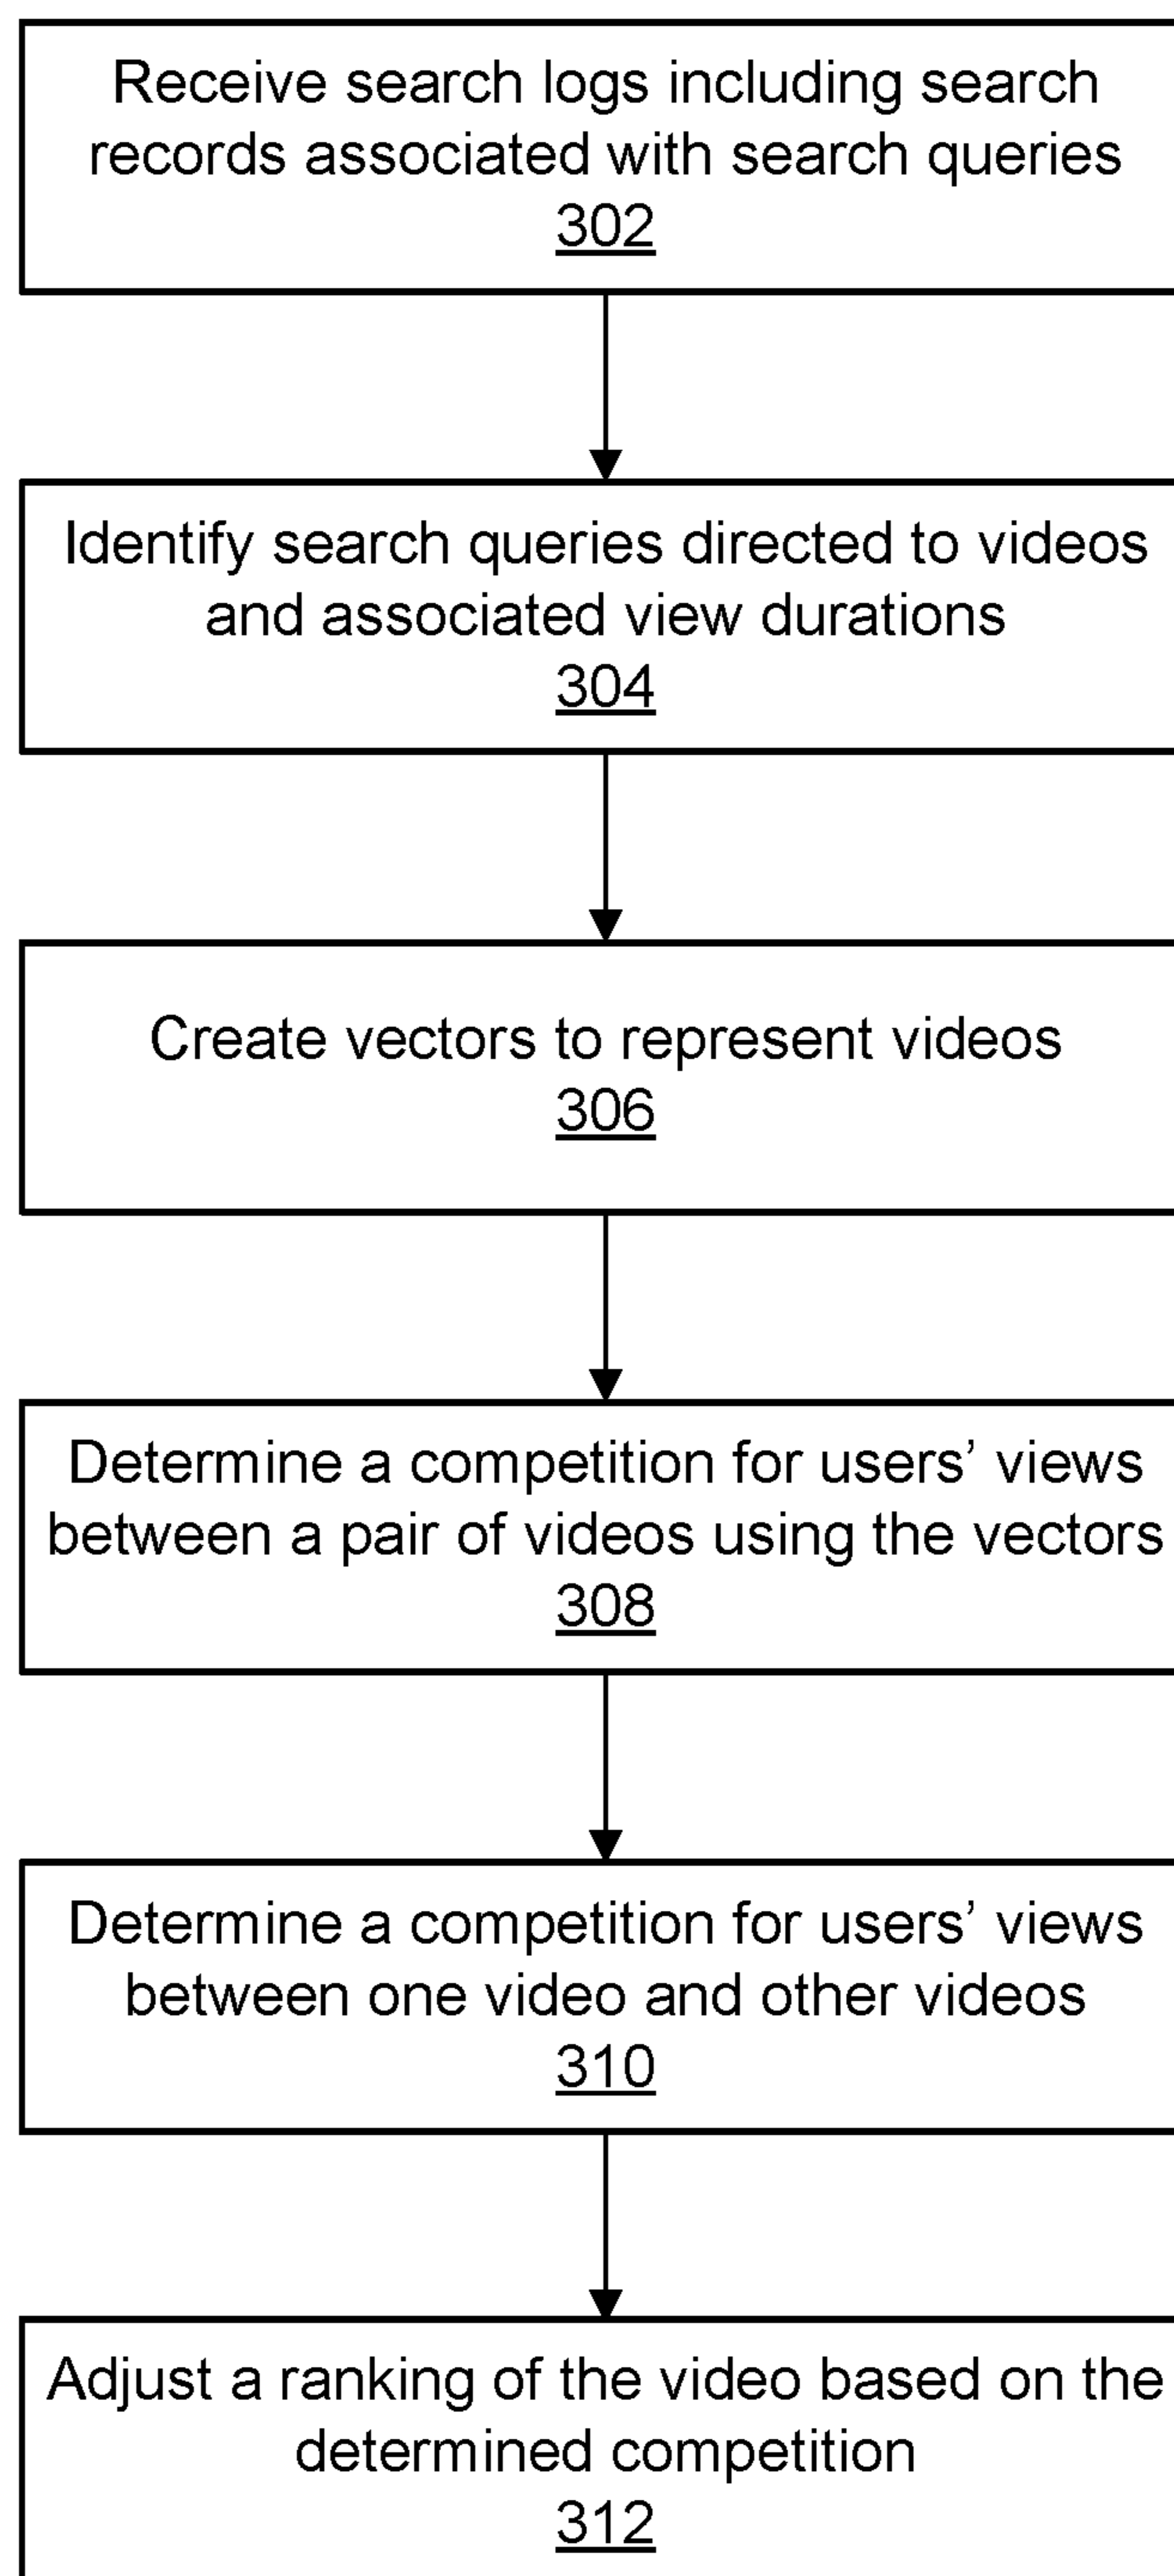 Receive search logs including search
records associated with search queries
302
Identify search queries directed to videos
and associated view durations
304
Create vectors to represent videos
306
Determine a competition for users’ views
between a pair of videos using the vectors
308
Determine a competition for users’ views
between one video and other videos
310
Adjust a ranking of the video based on the
determined competition
312